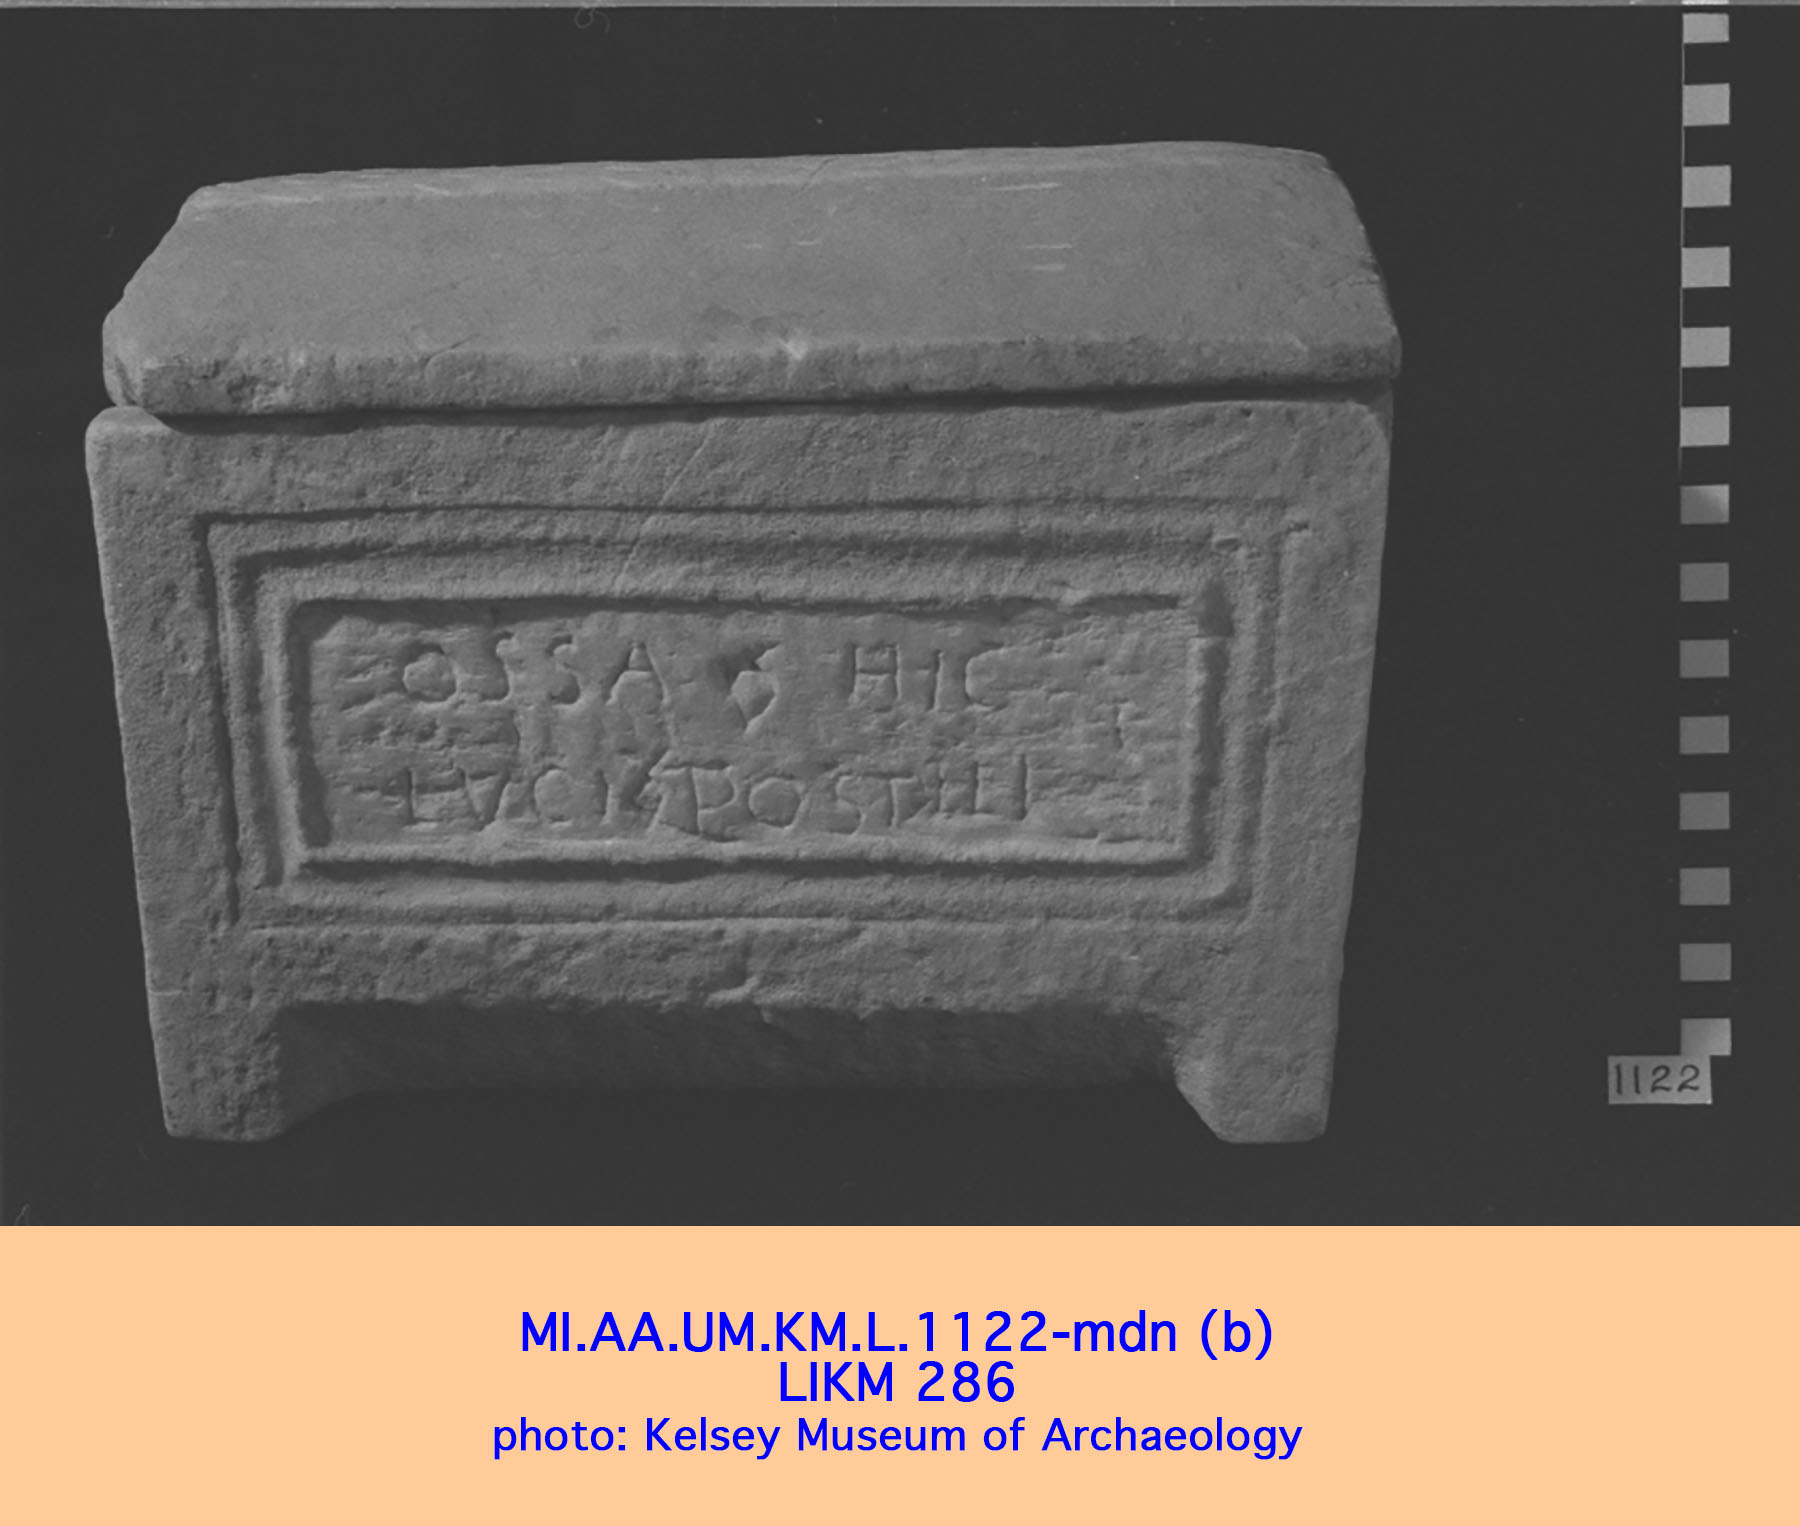 OSSA ❦ HIC
LVCI ❦ POSTILI
1122
MI.AA.UM.KM.L.1122-mdn (b)
LIKM 286
photo: Kelsey Museum of Archaeology